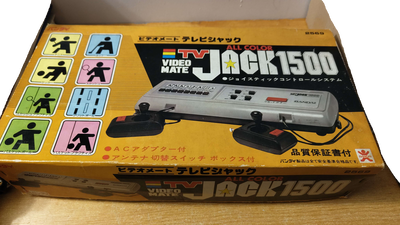 ビデオメート テレビジャック
ALL COLOR
TV JACK1500
VIDEO MATE
●ジョイスティックコントロールシステム
●ACアダプター付
●アンテナ切替スイッチボックス付
品質保証書付
ビデオメート テレビジャック
ALL COLOR
TV JACK1500
VIDEO MATE